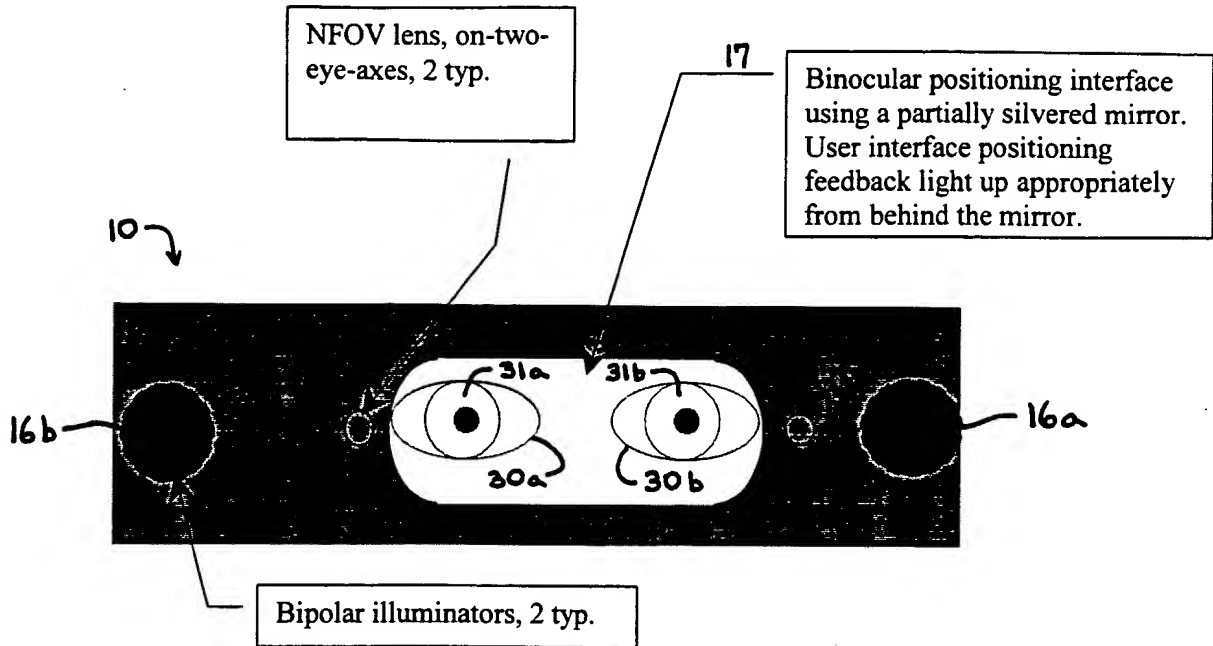 NFOV lens, on-two-
eye-axes, 2 typ.
17
Binocular positioning interface
using a partially silvered mirror.
User interface positioning
feedback light up appropriately
from behind the mirror.
10
31a
31b
16b
16a
30a
30b
Bipolar illuminators, 2 typ.